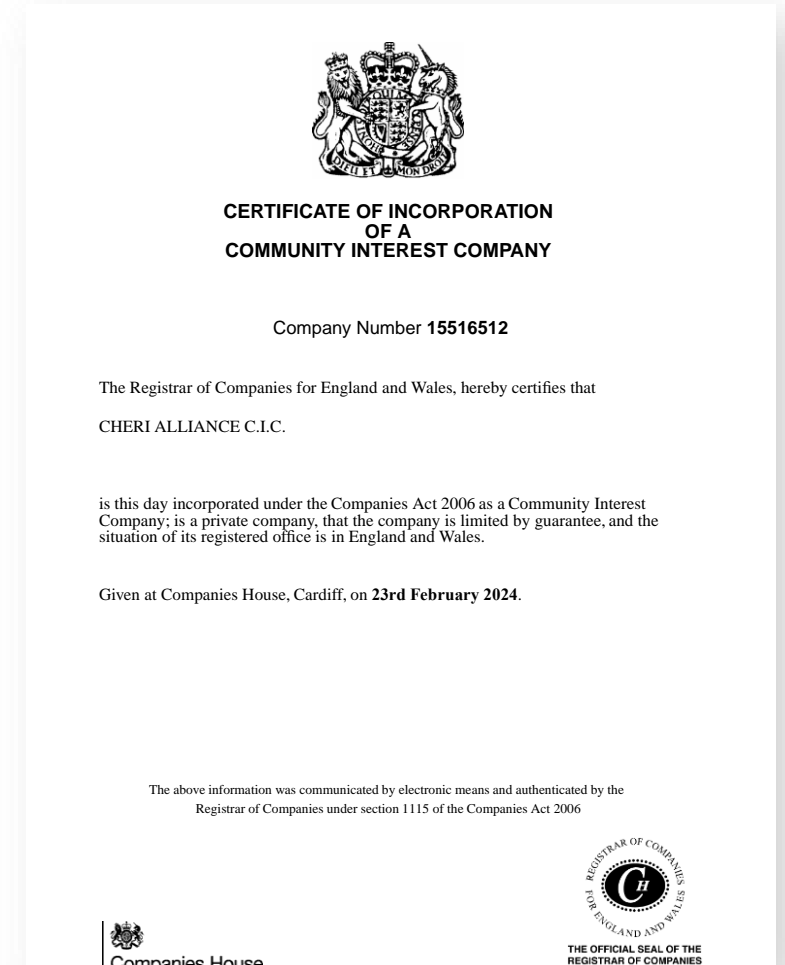 DIEU ET MON DROIT
CERTIFICATE OF INCORPORATION
OF A
COMMUNITY INTEREST COMPANY
Company Number 15516512
The Registrar of Companies for England and Wales, hereby certifies that
CHERI ALLIANCE C.I.C.
is this day incorporated under the Companies Act 2006 as a Community Interest
Company; is a private company, that the company is limited by guarantee, and the
situation of its registered office is in England and Wales.
Given at Companies House, Cardiff, on 23rd February 2024.
The above information was communicated by electronic means and authenticated by the
Registrar of Companies under section 1115 of the Companies Act 2006
REGISTRAR OF COMPANIES
FOR ENGLAND AND WALES
CH
Companies House
THE OFFICIAL SEAL OF THE
REGISTRAR OF COMPANIES